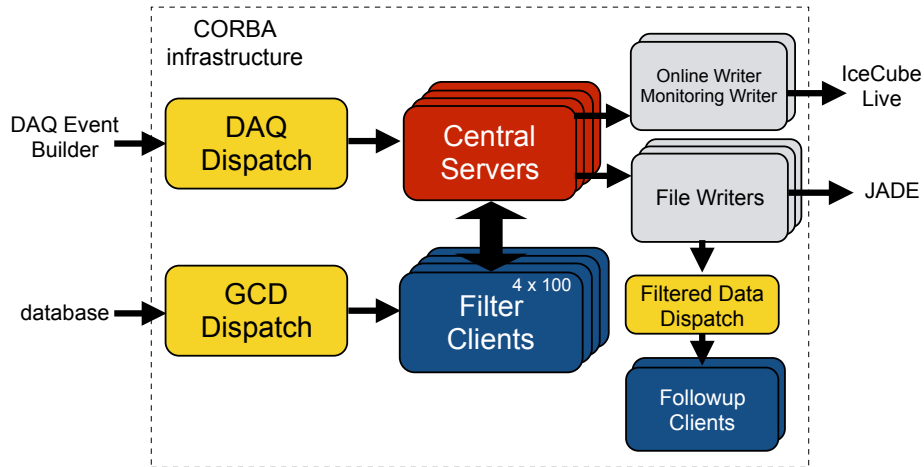 CORBA
infrastructure
DAQ Event
Builder
DAQ
Dispatch
Central
Servers
Online Writer
Monitoring Writer
IceCube
Live
File Writers
JADE
database
GCD
Dispatch
4 x 100
Filter
Clients
Filtered Data
Dispatch
Followup
Clients